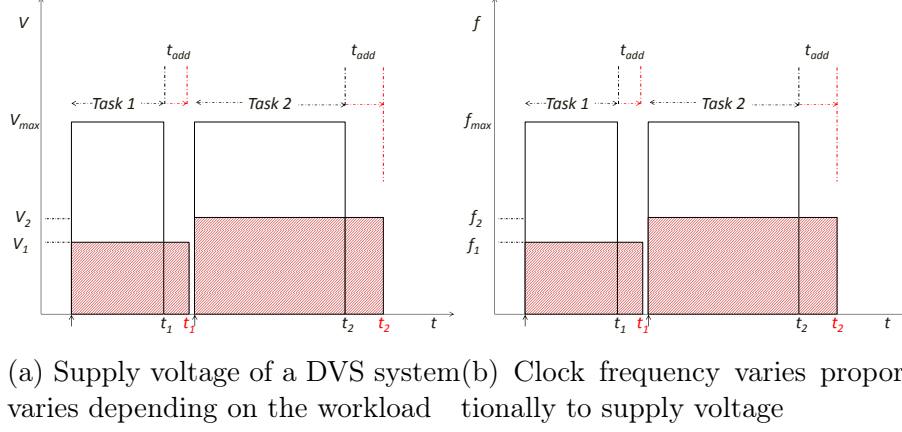 V
t_add
t_add
Task 1
Task 2
V_max
V_2
V_1
t_1
t_1
t_2
t_2
t
f
t_add
t_add
Task 1
Task 2
f_max
f_2
f_1
t_1
t_1
t_2
t_2
t
(a) Supply voltage of a DVS system
varies depending on the workload
(b) Clock frequency varies propor
tionally to supply voltage